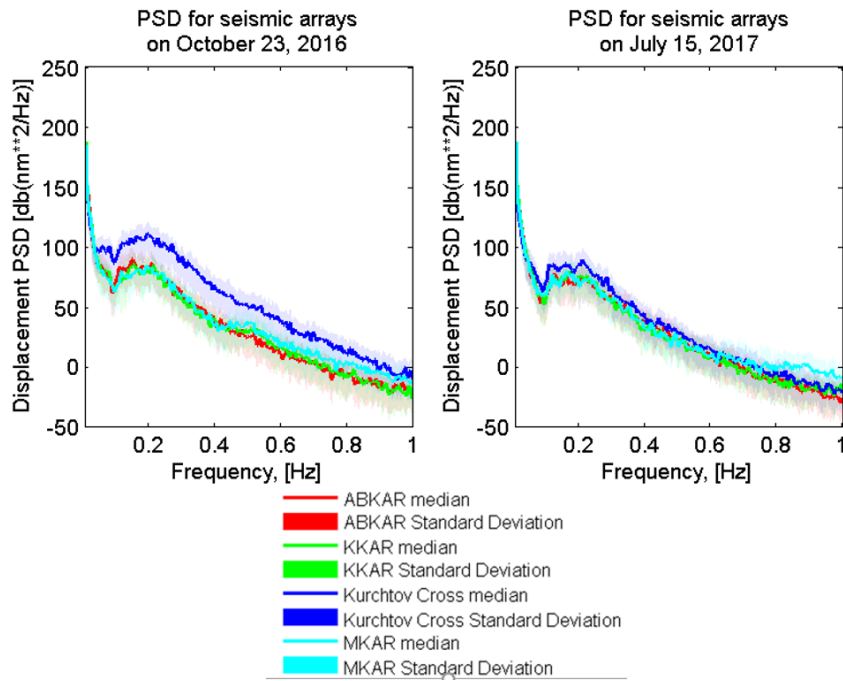 PSD for seismic arrays
on October 23, 2016
Displacement PSD [db(nm**2/Hz)]
250
200
150
100
50
0
-50
0.2
0.4
0.6
0.8
1
Frequency, [Hz]
PSD for seismic arrays
on July 15, 2017
Displacement PSD [db(nm**2/Hz)]
250
200
150
100
50
0
-50
0.2
0.4
0.6
0.8
1
Frequency, [Hz]
ABKAR median
ABKAR Standard Deviation
KKAR median
KKAR Standard Deviation
Kurchtov Cross median
Kurchtov Cross Standard Deviation
MKAR median
MKAR Standard Deviation